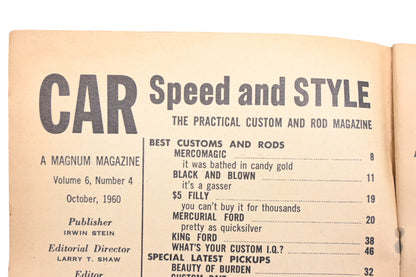 CAR Speed and STYLE
THE PRACTICAL CUSTOM AND ROD MAGAZINE
A MAGNUM MAGAZINE
Volume 6, Number 4
October, 1960
Publisher
IRWIN STEIN
Editorial Director
LARRY T. SHAW
Editor
BEST CUSTOMS AND RODS
MERCOMAGIC 8
it was bathed in candy gold
BLACK AND BLOWN 11
it's a gasser
$5 FILLY 19
you can't buy it for thousands
MERCURIAL FORD 20
pretty as quicksilver
KING FORD 38
WHAT'S YOUR CUSTOM I.Q.? 46
SPECIAL LATEST PICKUPS
BEAUTY OF BURDEN 32
CUSTOM BAIT